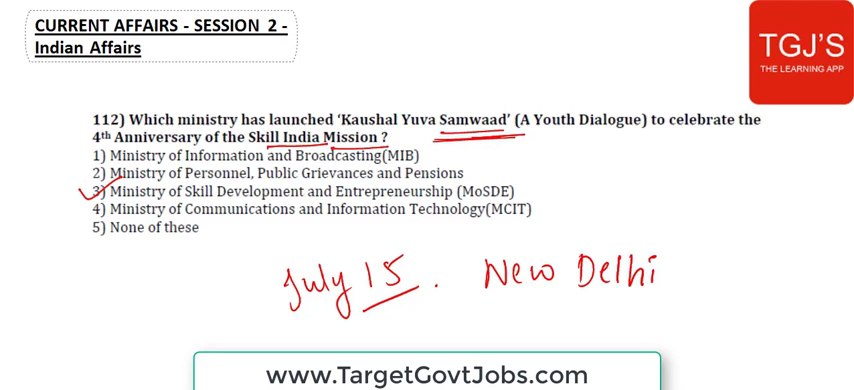 CURRENT AFFAIRS - SESSION 2 -
Indian Affairs
TGJ'S
THE LEARNING APP
112) Which ministry has launched 'Kaushal Yuva Samwaad' (A Youth Dialogue) to celebrate the
4th Anniversary of the Skill India Mission ?
1) Ministry of Information and Broadcasting(MIB)
2) Ministry of Personnel, Public Grievances and Pensions
3) Ministry of Skill Development and Entrepreneurship (MoSDE)
4) Ministry of Communications and Information Technology(MCIT)
5) None of these
July 15. New Delhi
www.TargetGovtJobs.com